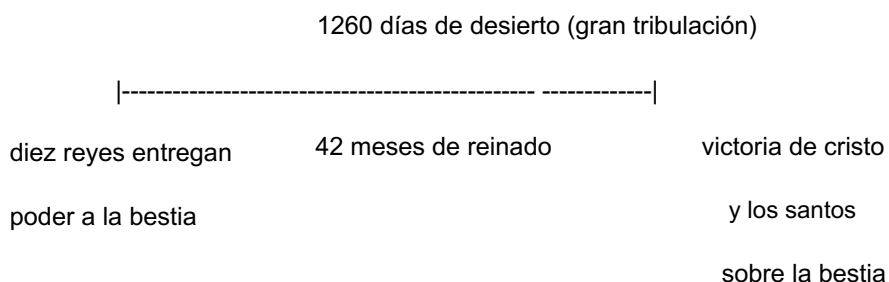 1260 días de desierto (gran tribulación)
|------------------------------------------------- -------------|
diez reyes entregan 42 meses de reinado victoria de cristo
poder a la bestia y los santos
sobre la bestia